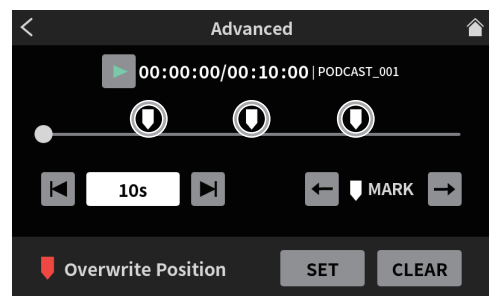 Advanced
00:00:00/00:10:00 | PODCAST_001
10s MARK
Overwrite Position SET CLEAR